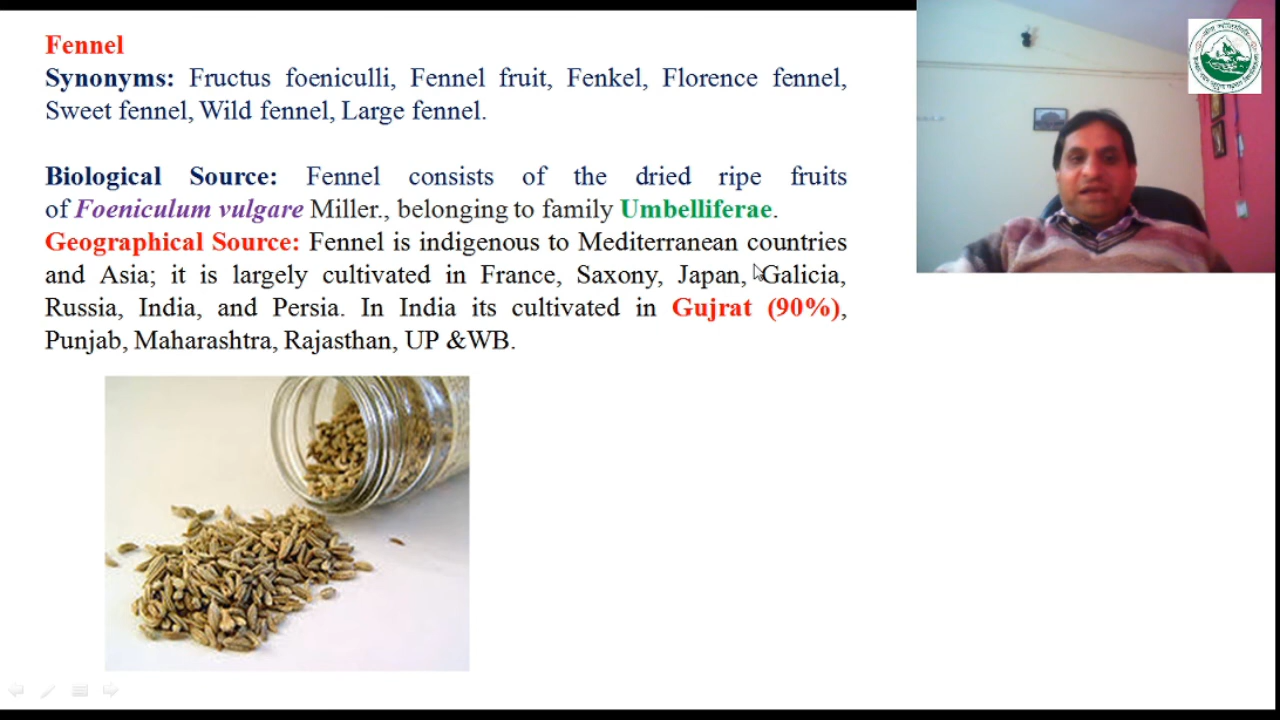 Fennel
Synonyms: Fructus foeniculli, Fennel fruit, Fenkel, Florence fennel,
Sweet fennel, Wild fennel, Large fennel.
Biological Source: Fennel consists of the dried ripe fruits
of Foeniculum vulgare Miller., belonging to family Umbelliferae.
Geographical Source: Fennel is indigenous to Mediterranean countries
and Asia; it is largely cultivated in France, Saxony, Japan, Galicia,
Russia, India, and Persia. In India its cultivated in Gujrat (90%),
Punjab, Maharashtra, Rajasthan, UP &WB.